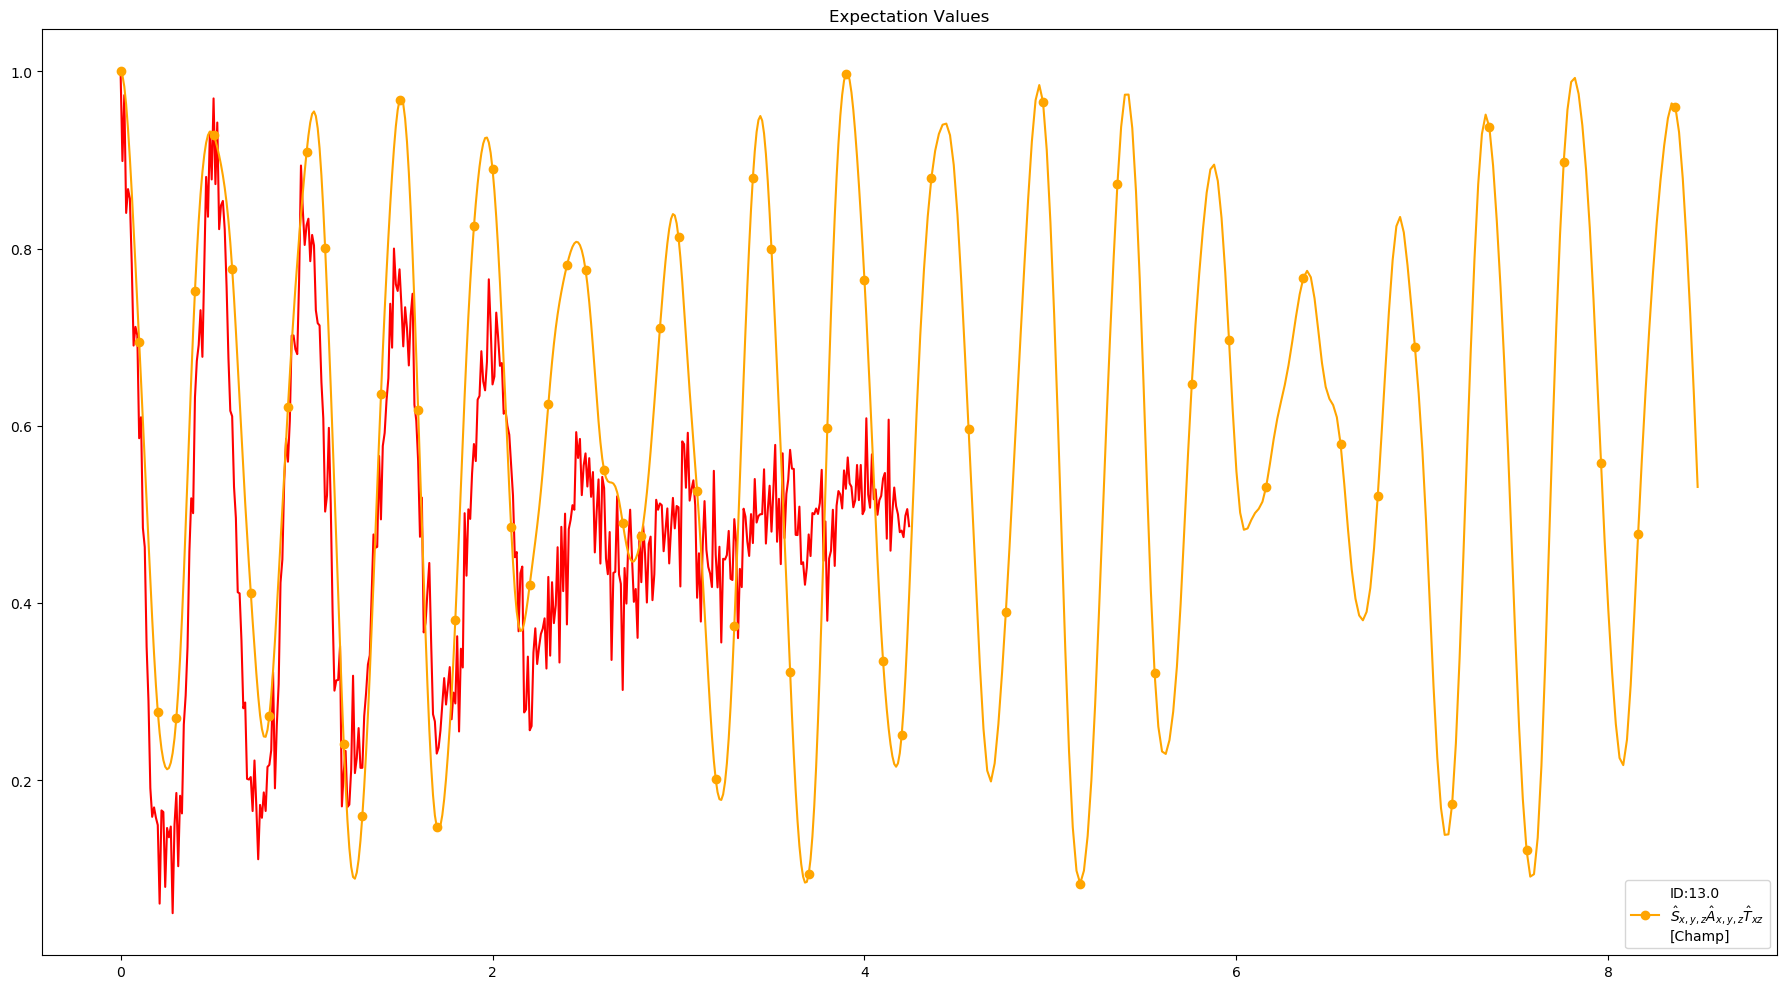 Expectation Values
1.0
0.8
0.6
0.4
0.2
0 2 4 6 8
ID:13.0
$\hat{S}_{x,y,z}\hat{A}_{x,y,z}\hat{T}_{xz}$
[Champ]